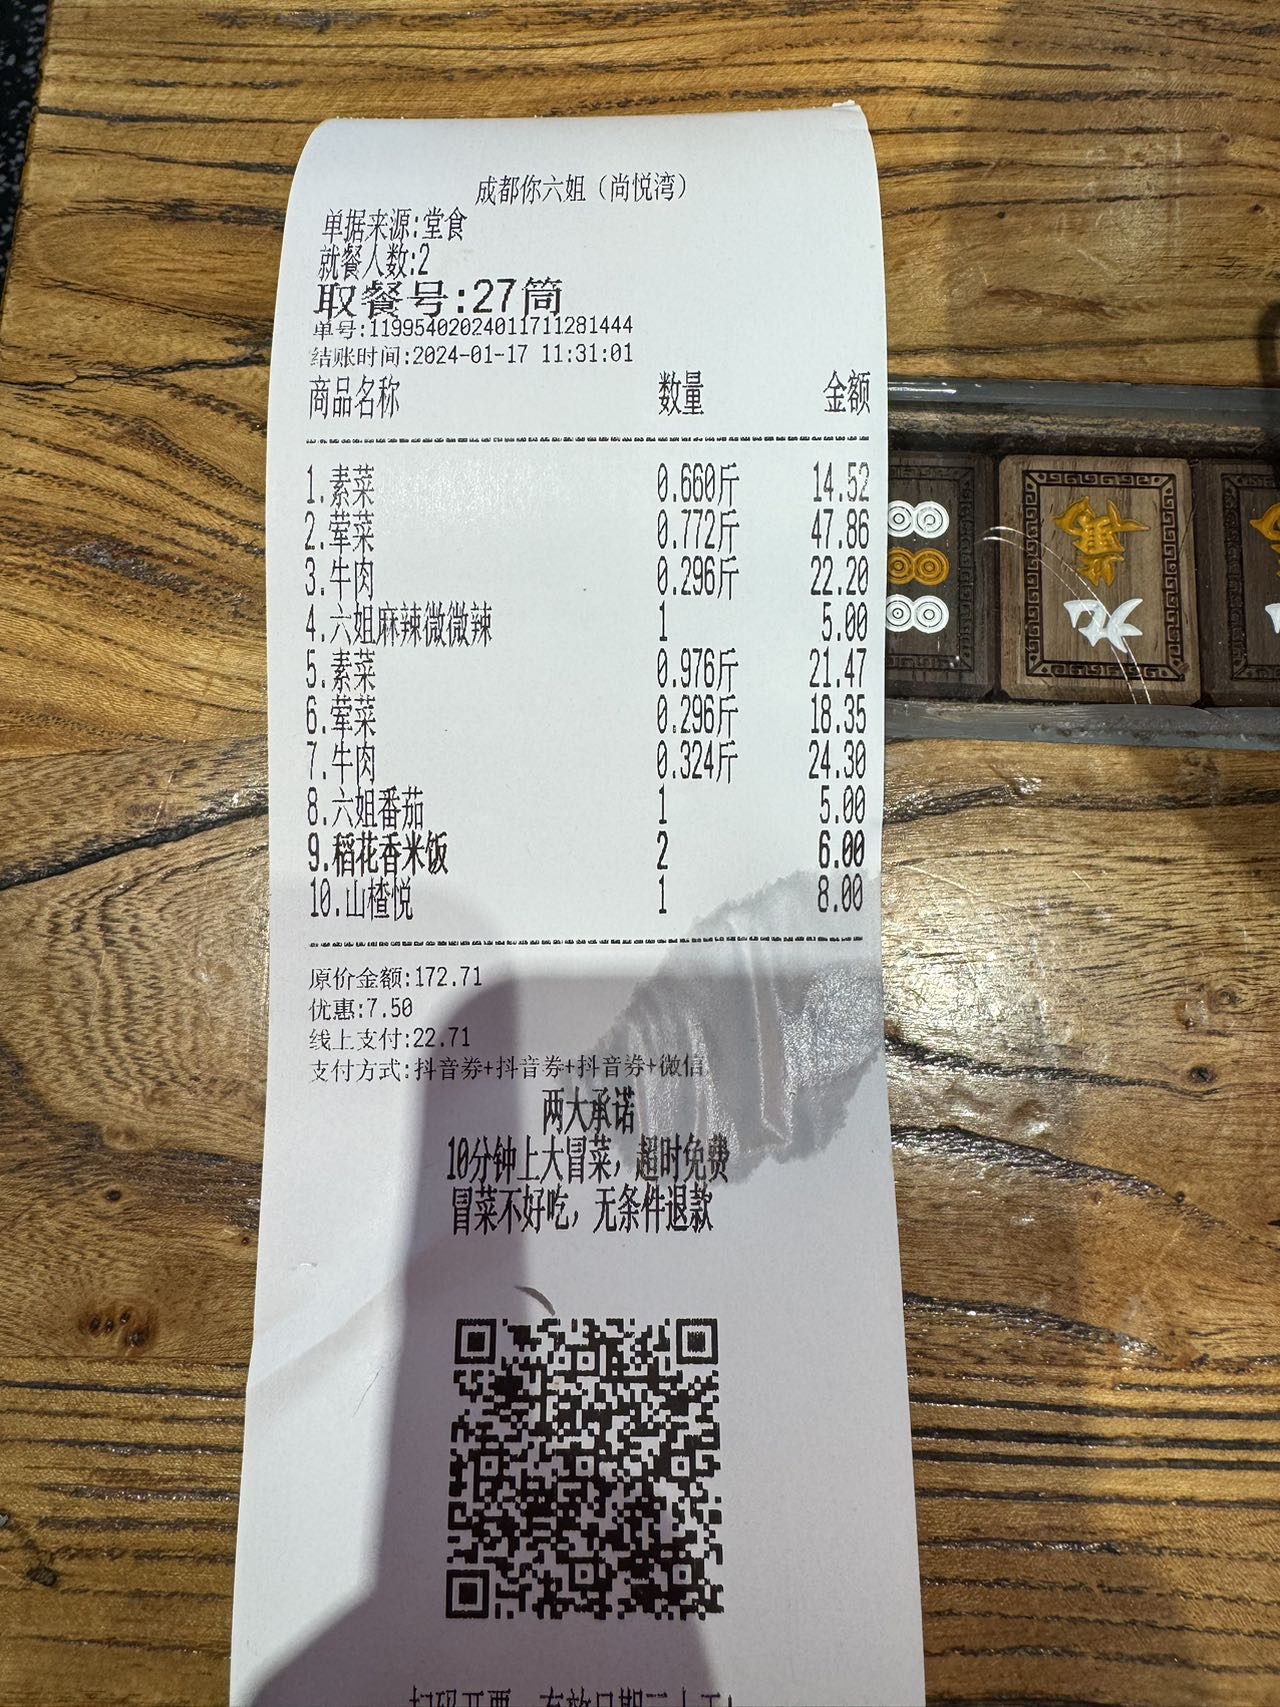 成都你六姐（尚悦湾）
单据来源:堂食
就餐人数:2
取餐号:27筒
单号:11995402024011711281444
结账时间:2024-01-17 11:31:01
商品名称 数量 金额
1.素菜 0.660斤 14.52
2.荤菜 0.772斤 47.86
3.牛肉 0.296斤 22.20
4.六姐麻辣微微辣 1 5.00
5.素菜 0.976斤 21.47
6.荤菜 0.296斤 18.35
7.牛肉 0.324斤 24.30
8.六姐番茄 1 5.00
9.稻花香米饭 2 6.00
10.山楂悦 1 8.00
原价金额:172.71
优惠:7.50
线上支付:22.71
支付方式:抖音券+抖音券+抖音券+微信
两大承诺
10分钟上大冒菜，超时免费
冒菜不好吃，无条件退款
九萬